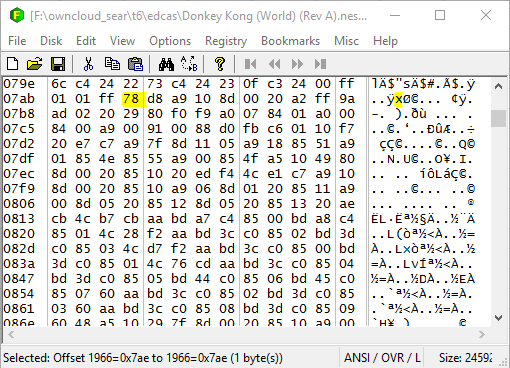 [F:\owncloud_sear\t6\edcas\Donkey Kong (World) (Rev A).nes...
File Disk Edit View Options Registry Bookmarks Misc Help
079e 6c c4 24 22 73 c4 24 23 0f c3 24 00 ff lÄ$"sÄ$#.Ã$.ÿ
07ab 01 01 ff 78 d8 a9 10 8d 00 20 a2 ff 9a ..ÿxØ©... ¢ÿ.
07b8 ad 02 20 29 80 f0 f9 a0 07 84 01 a0 00
07c5 84 00 a9 00 91 00 88 d0 fb c6 01 10 f7 ..©.'..ÐûÆ..÷
07d2 20 e7 c7 a9 7f 8d 11 05 a9 18 85 51 a9
07df 01 85 4e 85 55 a9 00 85 4f a5 10 49 80 ..N.U©..O¥.I.
07ec 8d 00 20 85 10 20 ed f4 4c e1 c7 a9 10
07f9 8d 00 20 85 10 a9 06 8d 01 20 85 11 a9
0806 00 8d 05 20 85 12 8d 05 20 85 13 20 ae
0813 cb 4c b7 cb aa bd a7 c4 85 00 bd a8 c4 ËL·Ëª½§Ä..½¨Ä
0820 85 01 4c 28 f2 aa bd 3c c0 85 02 bd 3d ..L(òª½<À..½=
082d c0 85 03 4c d7 f2 aa bd 3c c0 85 00 bd À..L×òª½<À..½
083a 3d c0 85 01 4c 76 cd aa bd 3c c0 85 04 =À..LvÍª½<À..
0847 bd 3d c0 85 05 bd 44 c0 85 06 bd 45 c0 ½=À..½DÀ..½EÀ
0854 85 07 60 aa bd 3c c0 85 02 bd 3d c0 85 ..`ª½<À..½=À.
0861 03 60 aa bd 3c c0 85 08 bd 3d c0 85 09 .`ª½<À..½=À..
086e 60 48 a5 10 29 7f 8d 00 20 85 10 a9 00
Selected: Offset 1966=0x7ae to 1966=0x7ae (1 byte(s)) ANSI / OVR / L Size: 24592